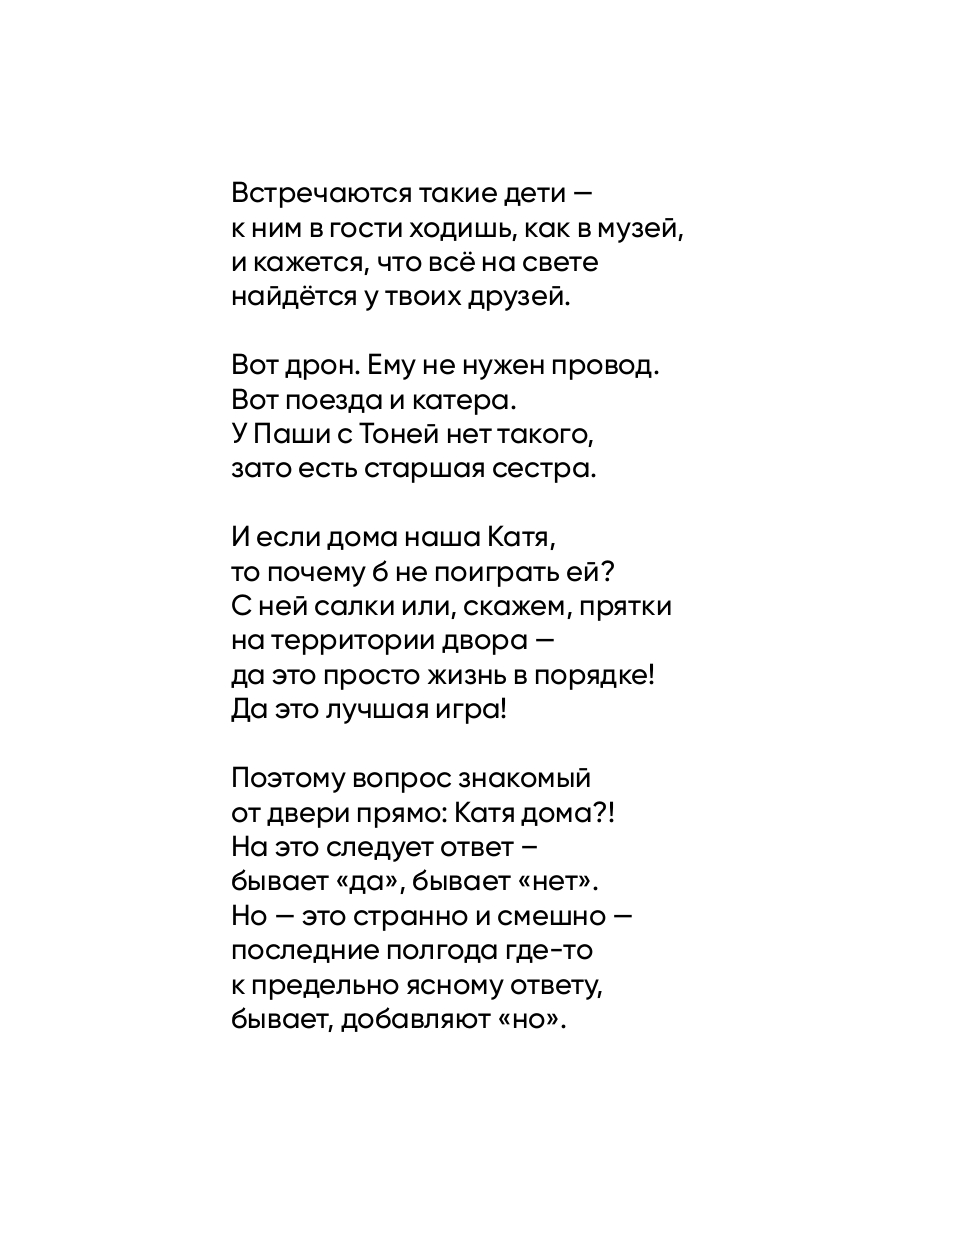 Встречаются такие дети —
к ним в гости ходишь, как в музей,
и кажется, что всё на свете
найдётся у твоих друзей.

Вот дрон. Ему не нужен провод.
Вот поезда и катера.
У Паши с Тоней нет такого,
зато есть старшая сестра.

И если дома наша Катя,
то почему б не поиграть ей?
С ней салки или, скажем, прятки
на территории двора —
да это просто жизнь в порядке!
Да это лучшая игра!

Поэтому вопрос знакомый
от двери прямо: Катя дома?!
На это следует ответ –
бывает «да», бывает «нет».
Но — это странно и смешно —
последние полгода где-то
к предельно ясному ответу,
бывает, добавляют «но».